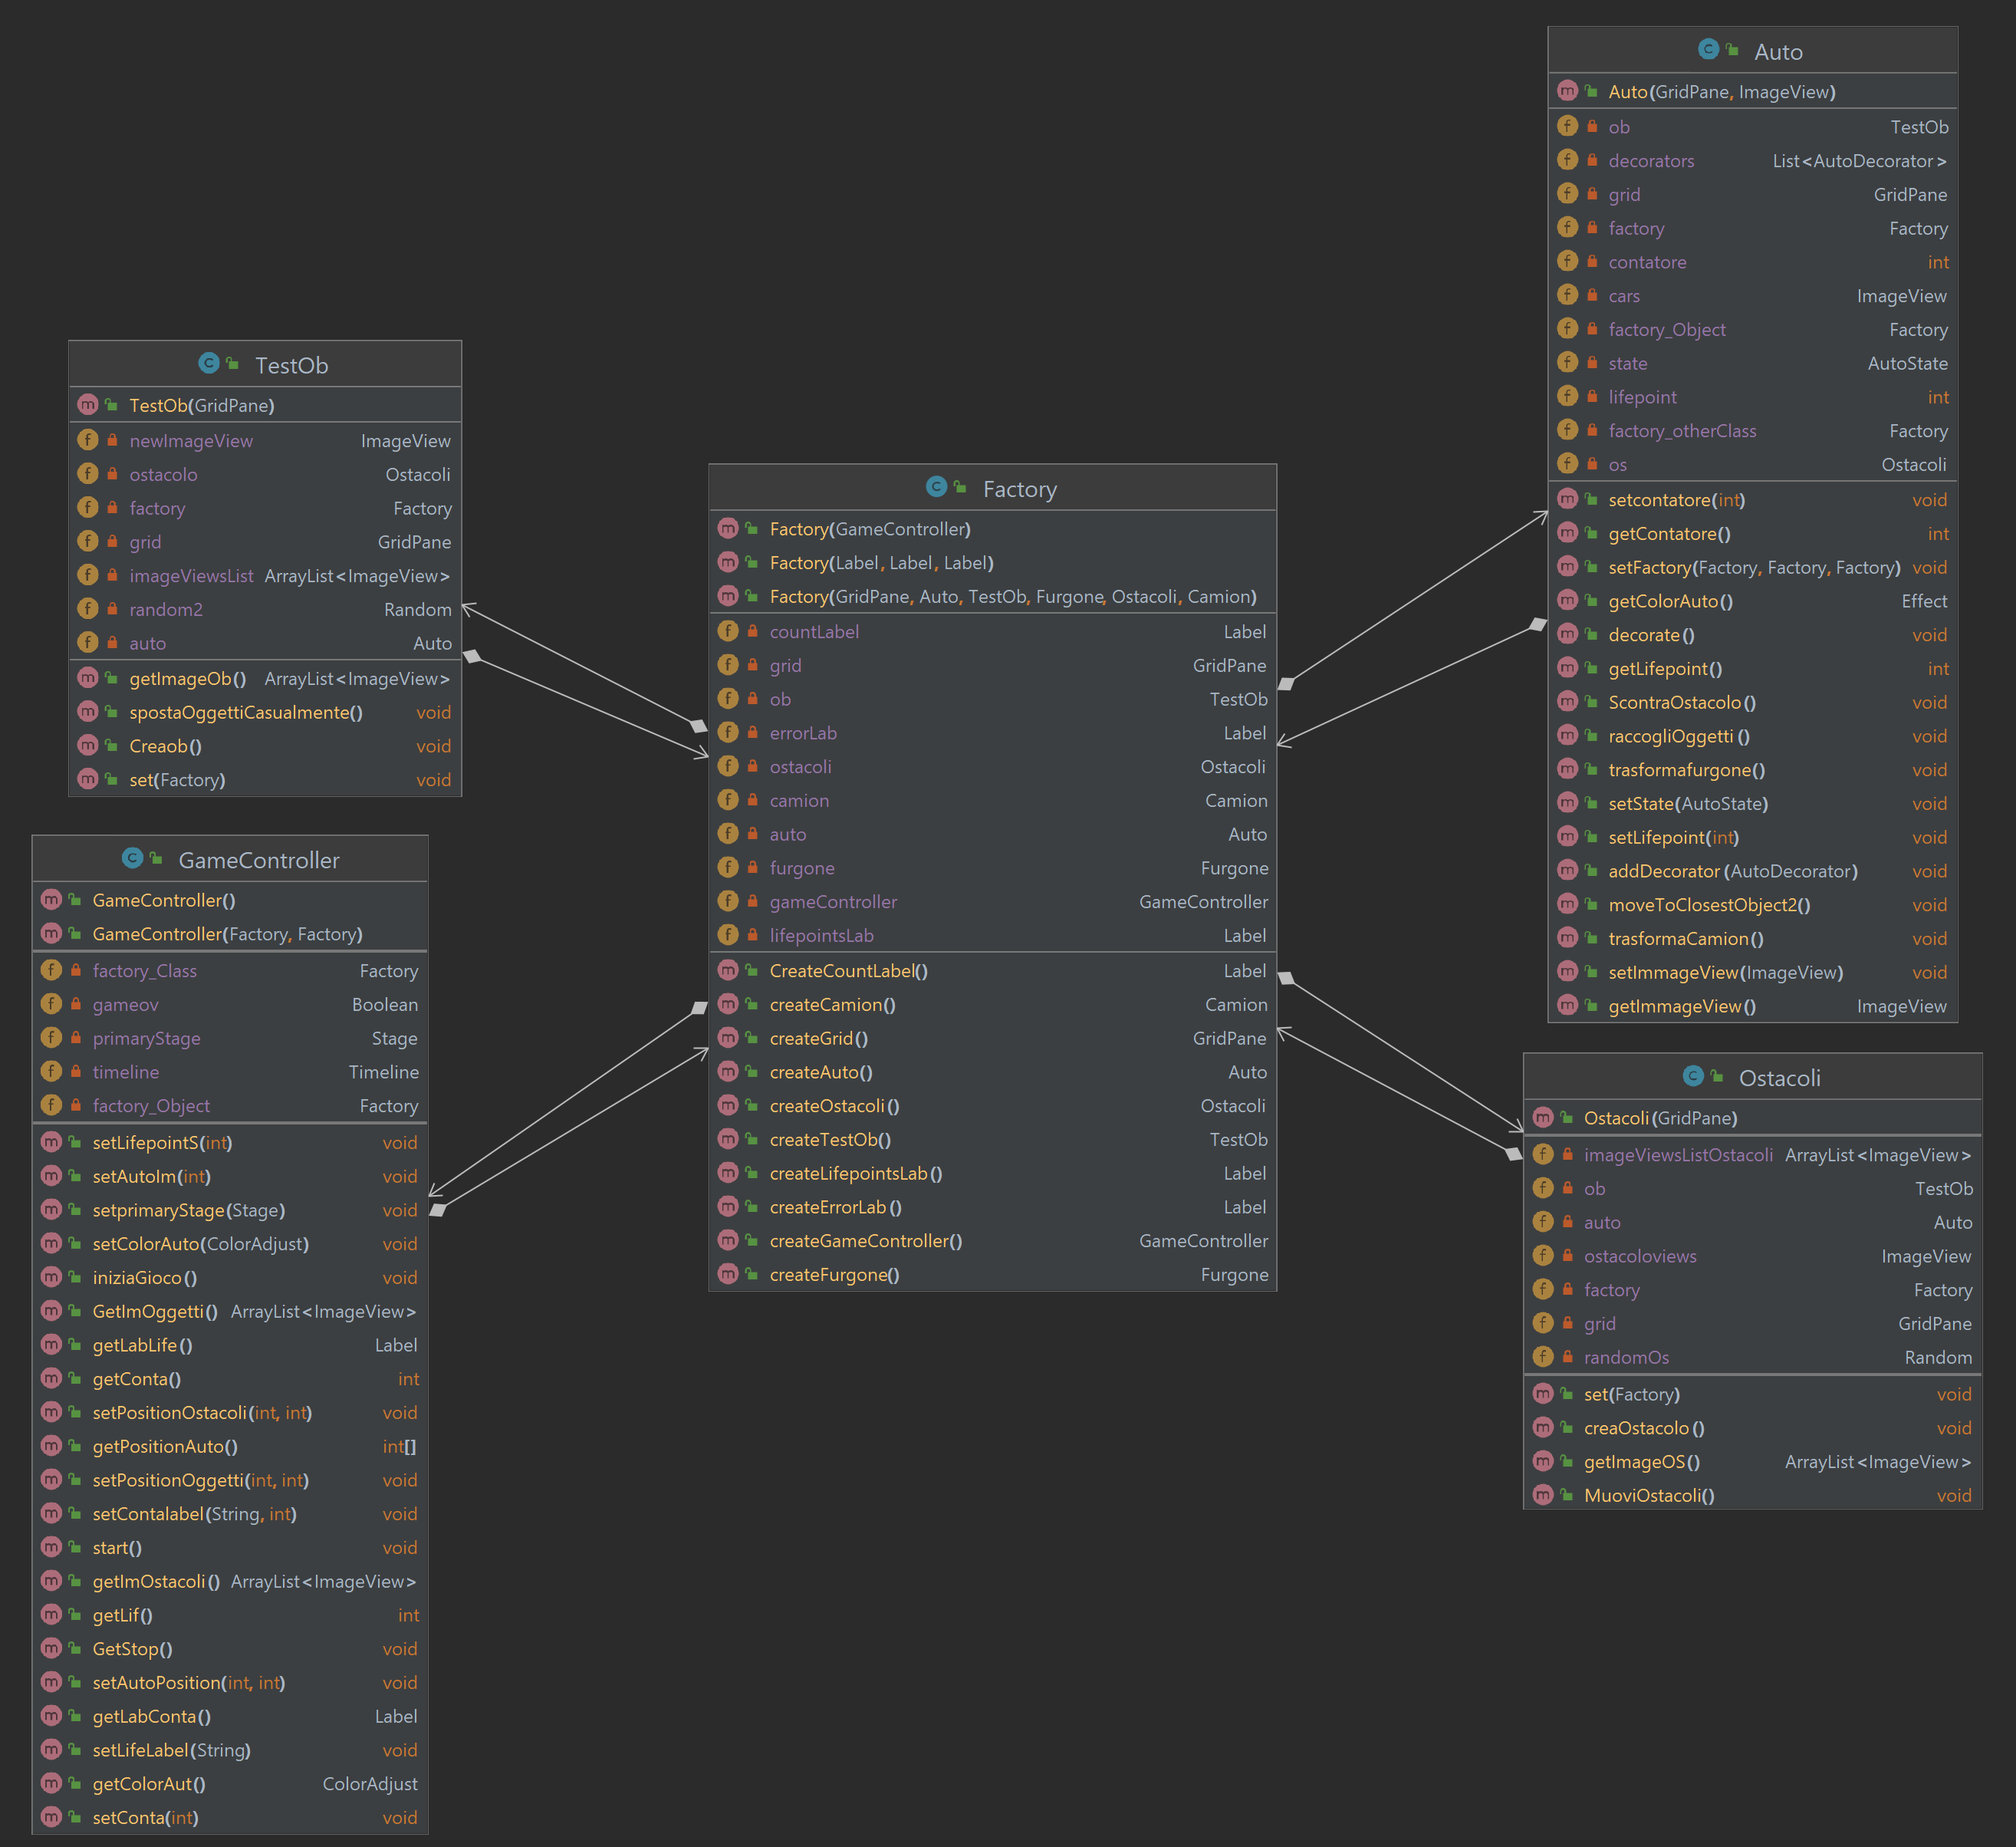 TestOb
TestOb(GridPane)
newImageView ImageView
ostacolo Ostacoli
factory Factory
grid GridPane
imageViewsList ArrayList<ImageView>
random2 Random
auto Auto
getImageOb() ArrayList<ImageView>
spostaOggettiCasualmente() void
Creaob() void
set(Factory) void
GameController
GameController()
GameController(Factory, Factory)
factory_Class Factory
gameov Boolean
primaryStage Stage
timeline Timeline
factory_Object Factory
setLifepointS(int) void
setAutoIm(int) void
setprimaryStage(Stage) void
setColorAuto(ColorAdjust) void
iniziaGioco() void
GetImOggetti() ArrayList<ImageView>
getLabLife() Label
getConta() int
setPositionOstacoli(int, int) void
getPositionAuto() int[]
setPositionOggetti(int, int) void
setContalabel(String, int) void
start() void
getImOstacoli() ArrayList<ImageView>
getLif() int
GetStop() void
setAutoPosition(int, int) void
getLabConta() Label
setLifeLabel(String) void
getColorAut() ColorAdjust
setConta(int) void
Factory
Factory(GameController)
Factory(Label, Label, Label)
Factory(GridPane, Auto, TestOb, Furgone, Ostacoli, Camion)
countLabel Label
grid GridPane
ob TestOb
errorLab Label
ostacoli Ostacoli
camion Camion
auto Auto
furgone Furgone
gameController GameController
lifepointsLab Label
CreateCountLabel() Label
createCamion() Camion
createGrid() GridPane
createAuto() Auto
createOstacoli() Ostacoli
createTestOb() TestOb
createLifepointsLab() Label
createErrorLab() Label
createGameController() GameController
createFurgone() Furgone
Auto
Auto(GridPane, ImageView)
ob TestOb
decorators List<AutoDecorator>
grid GridPane
factory Factory
contatore int
cars ImageView
factory_Object Factory
state AutoState
lifepoint int
factory_otherClass Factory
os Ostacoli
setcontatore(int) void
getContatore() int
setFactory(Factory, Factory, Factory) void
getColorAuto() Effect
decorate() void
getLifepoint() int
ScontraOstacolo() void
raccogliOggetti() void
trasformafurgone() void
setState(AutoState) void
setLifepoint(int) void
addDecorator(AutoDecorator) void
moveToClosestObject2() void
trasformaCamion() void
setImmageView(ImageView) void
getImmageView() ImageView
Ostacoli
Ostacoli(GridPane)
imageViewsListOstacoli ArrayList<ImageView>
ob TestOb
auto Auto
ostacoloviews ImageView
factory Factory
grid GridPane
randomOs Random
set(Factory) void
creaOstacolo() void
getImageOS() ArrayList<ImageView>
MuoviOstacoli() void